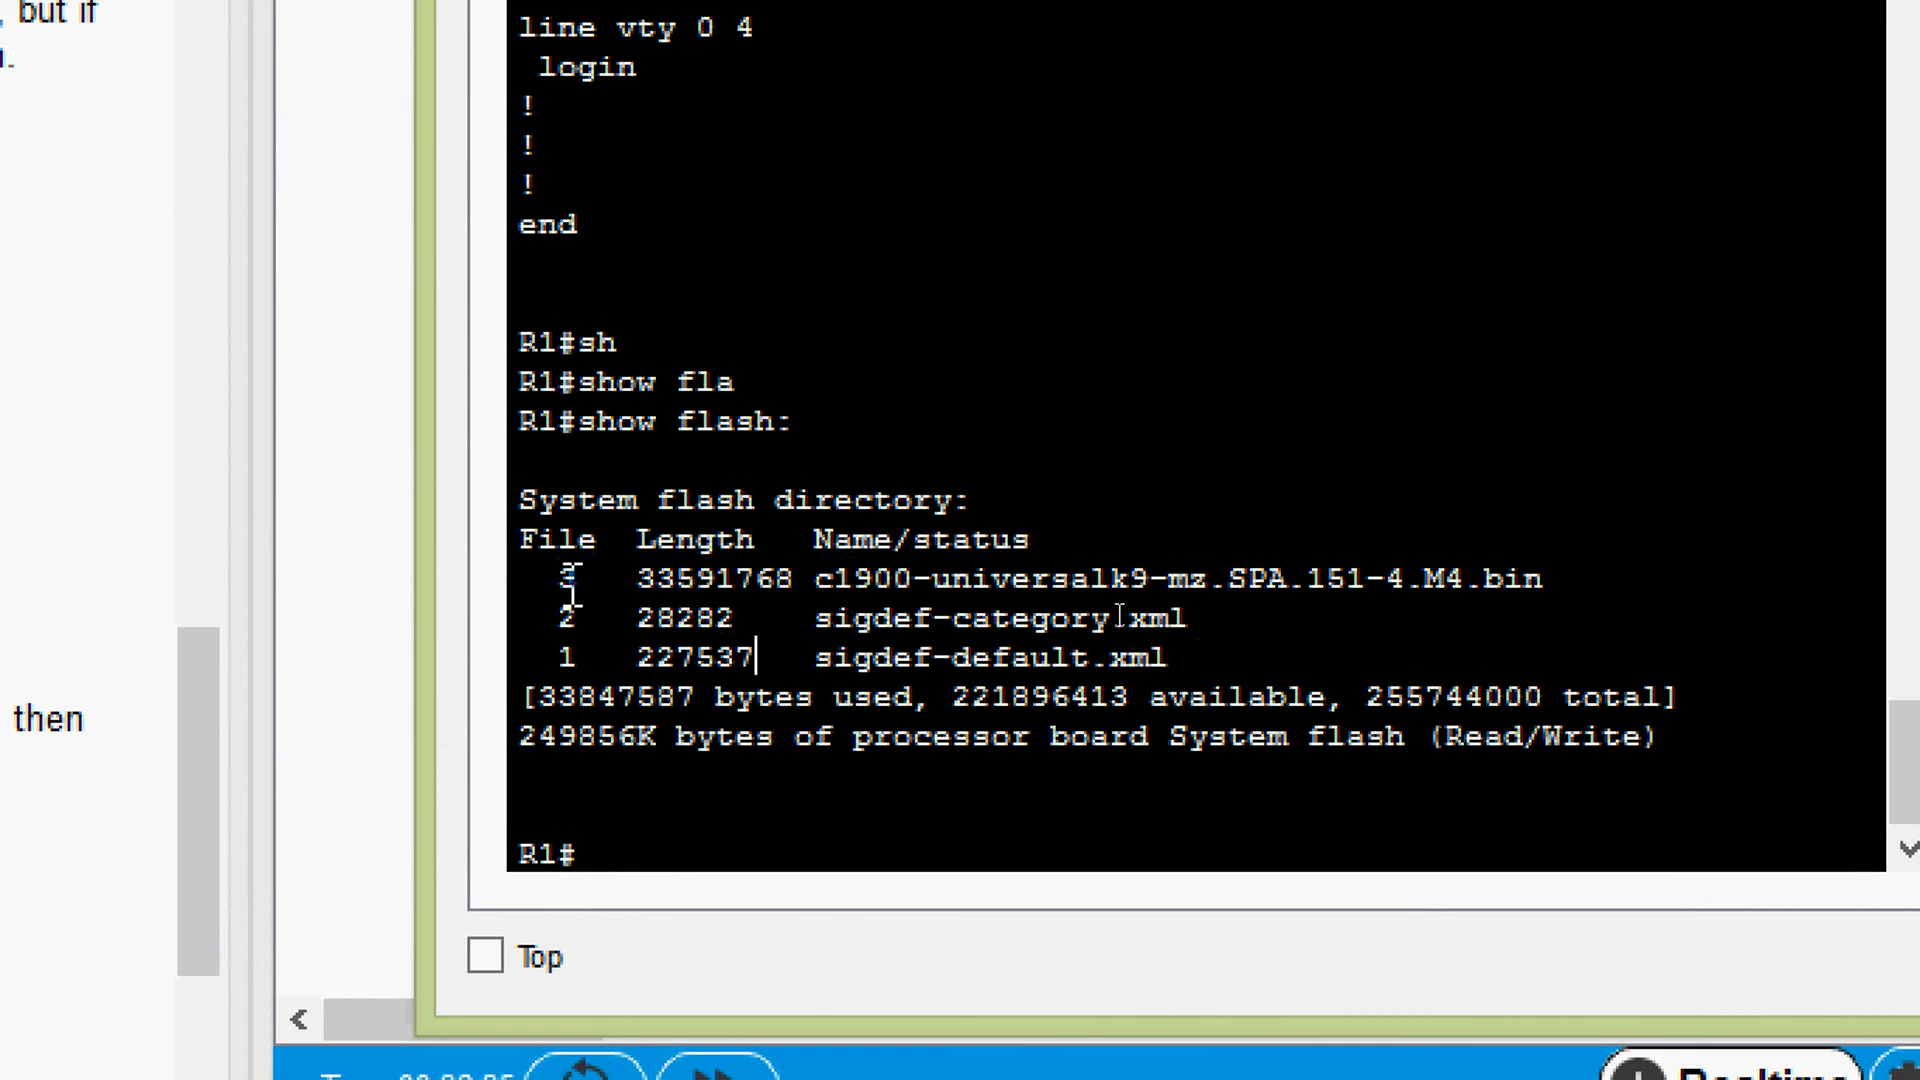 , but if
line vty 0 4
login
!
!
!
end
R1#sh
R1#show fla
R1#show flash:
System flash directory:
File Length Name/status
3 33591768 c1900-universalk9-mz.SPA.151-4.M4.bin
2 28282 sigdef-category.xml
1 227537 sigdef-default.xml
[33847587 bytes used, 221896413 available, 255744000 total]
249856K bytes of processor board System flash (Read/Write)
then
R1#
Top
Realtime